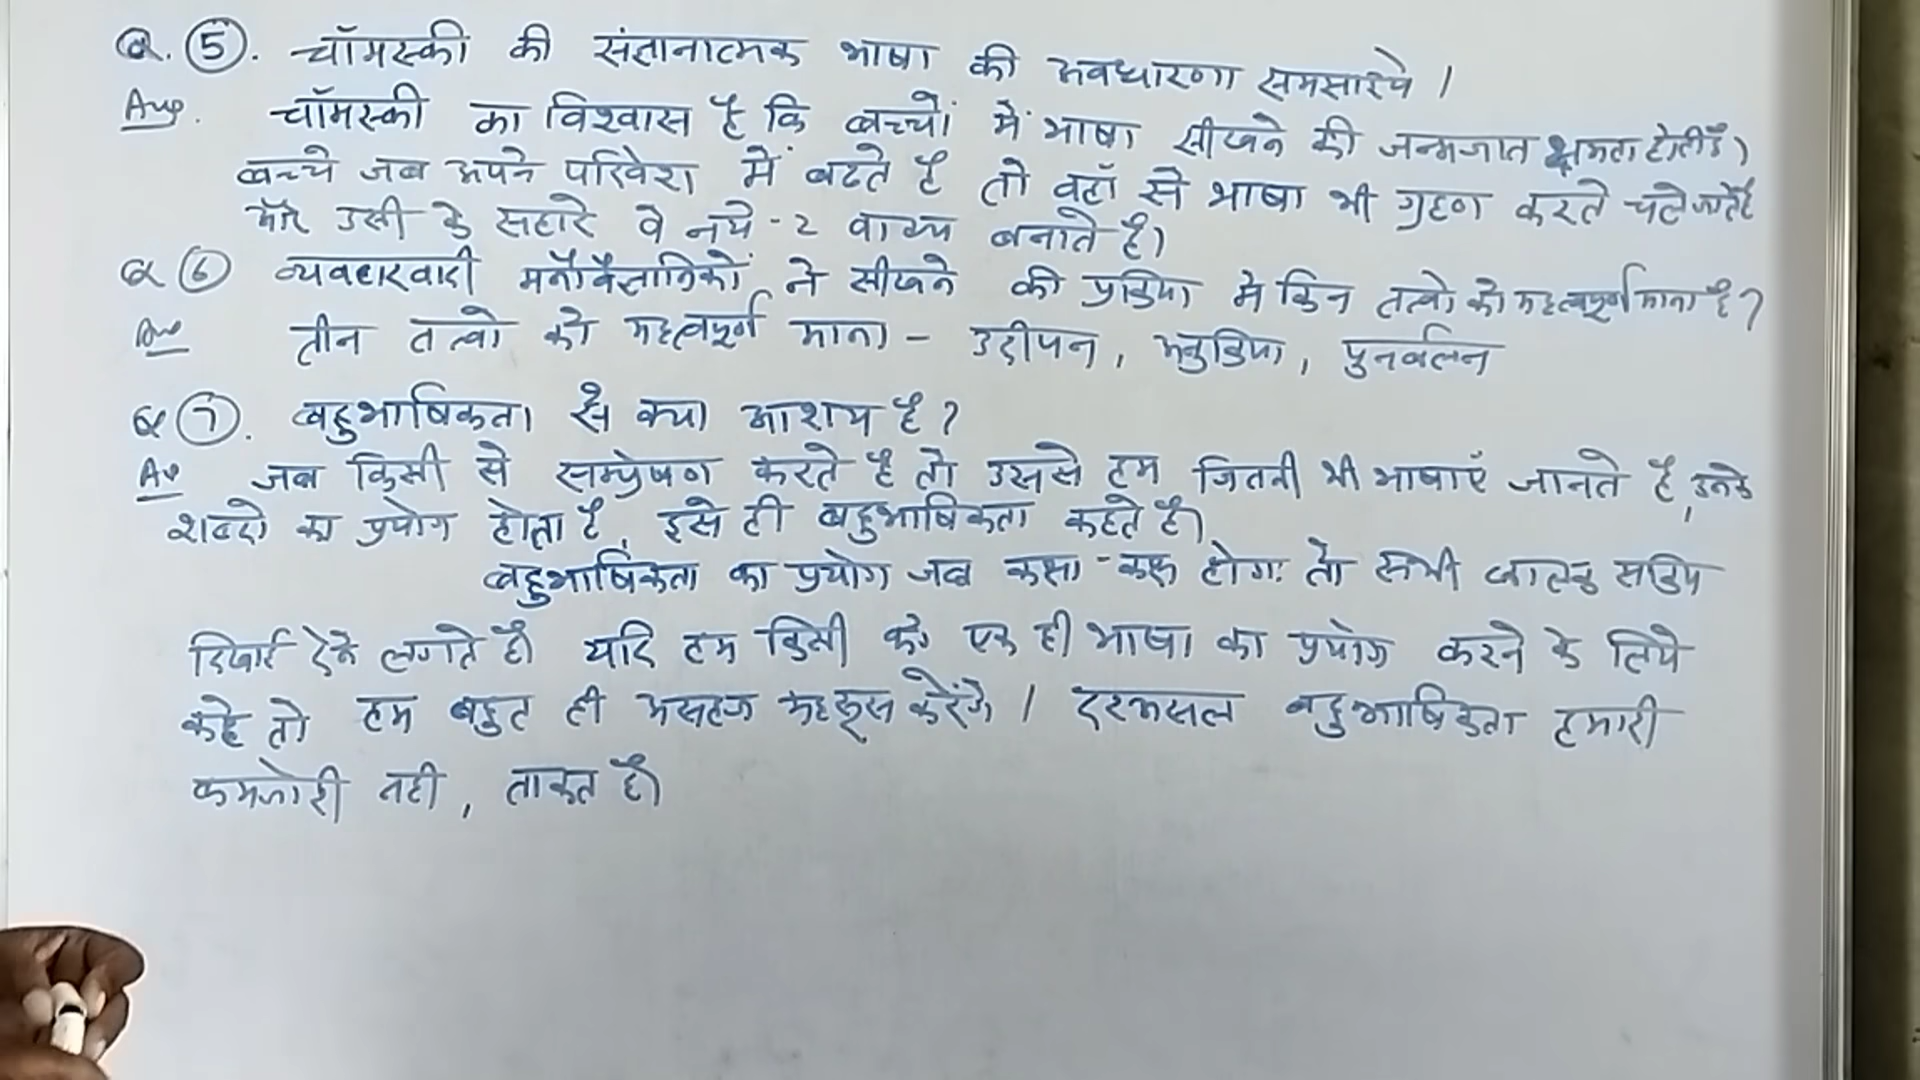 Q. (5). चॉमस्की की संज्ञानात्मक भाषा की अवधारणा समझाइये।
Ans. चॉमस्की का विश्वास है कि बच्चों में भाषा सीखने की जन्मजात क्षमता होती है।
बच्चे जब अपने परिवेश में बढते है तो वहाँ से भाषा भी ग्रहण करते चले जाते है
और उसी के सहारे वे नये-2 वाक्य बनाते है।
Q (6) व्यवहारवादी मनौवैज्ञानिकों ने सीखने की प्रक्रिया मे किन तत्वो को महत्वपूर्ण माना है?
Ans तीन तत्वो को महत्वपूर्ण माना - उद्दीपन, अनुक्रिया, पुनर्वलन
Q (7). बहुभाषिकता से क्या आशय है?
Ans जब किसी से सम्प्रेषण करते है तो उससे हम जितनी भी भाषाएँ जानते है, उनके
शब्दो का प्रयोग होता है, इसे ही बहुभाषिकता कहते है।
बहुभाषिकता का प्रयोग जब कक्षा-कक्ष होगा तो सभी बालक सक्रिय
दिखाई देने लगते है। यदि हम किसी को एक ही भाषा का प्रयोग करने के लिये
कहे तो हम बहुत ही असहज महसूस करेंगे। दरअसल बहुभाषिकता हमारी
कमजोरी नही, ताकत है।